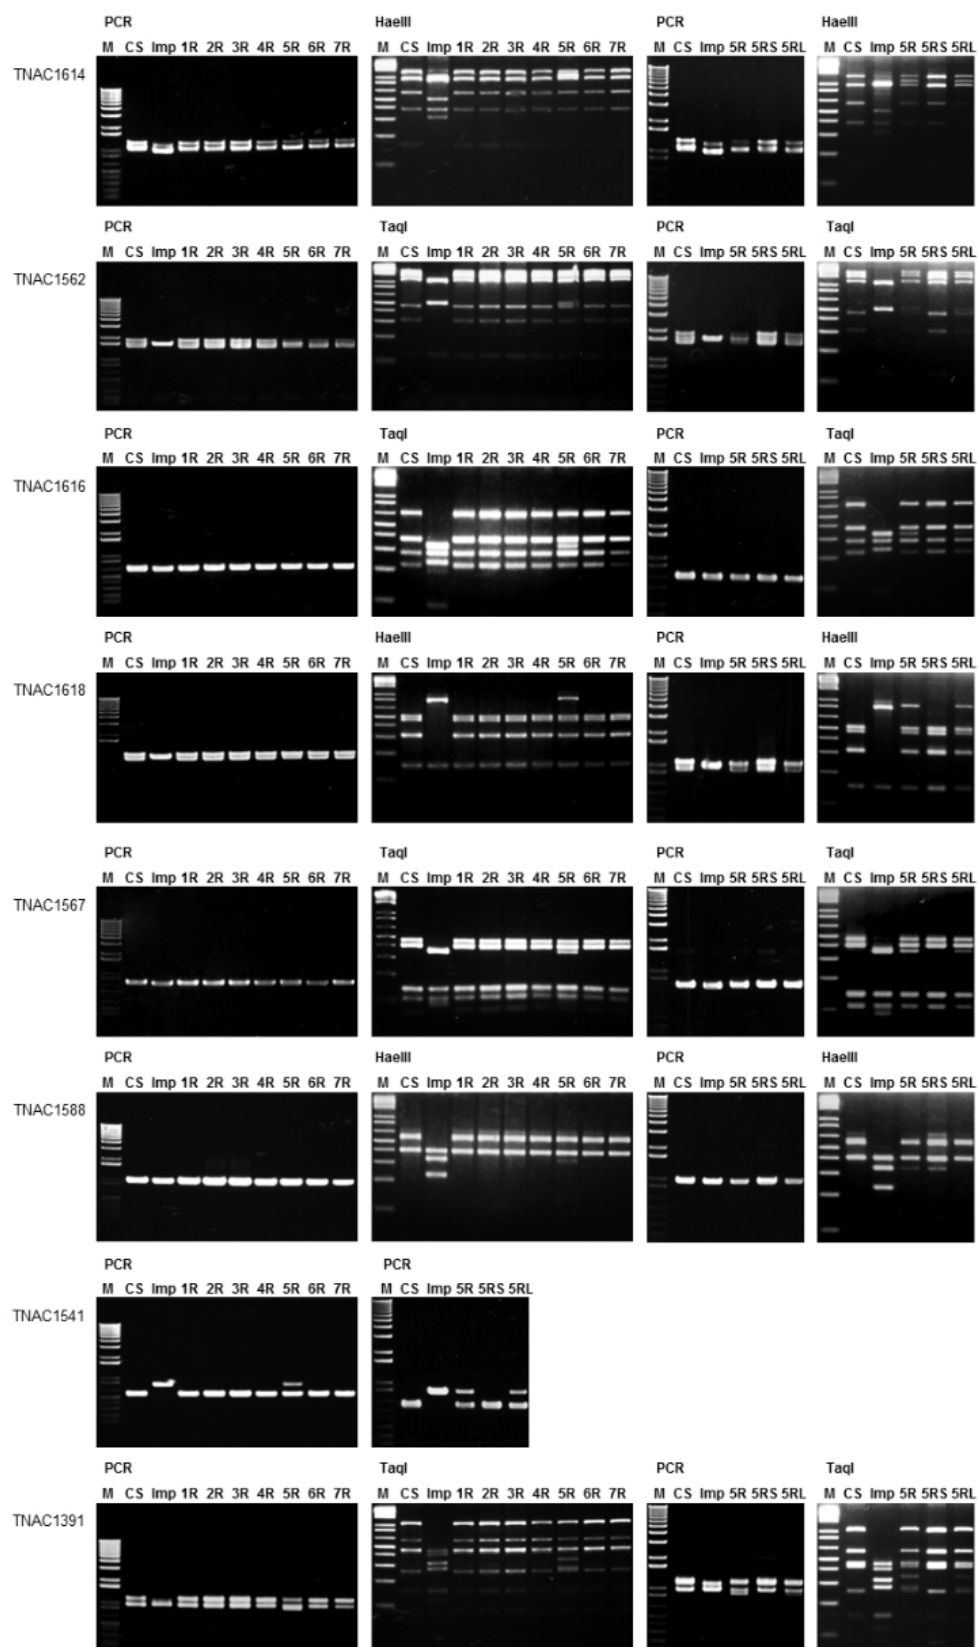 PCR HaeIII PCR HaeIII
M CS Imp 1R 2R 3R 4R 5R 6R 7R M CS Imp 1R 2R 3R 4R 5R 6R 7R M CS Imp 5R 5RS 5RL M CS Imp 5R 5RS 5RL
TNAC1614
PCR TaqI PCR TaqI
M CS Imp 1R 2R 3R 4R 5R 6R 7R M CS Imp 1R 2R 3R 4R 5R 6R 7R M CS Imp 5R 5RS 5RL M CS Imp 5R 5RS 5RL
TNAC1562
PCR TaqI PCR TaqI
M CS Imp 1R 2R 3R 4R 5R 6R 7R M CS Imp 1R 2R 3R 4R 5R 6R 7R M CS Imp 5R 5RS 5RL M CS Imp 5R 5RS 5RL
TNAC1616
PCR HaeIII PCR HaeIII
M CS Imp 1R 2R 3R 4R 5R 6R 7R M CS Imp 1R 2R 3R 4R 5R 6R 7R M CS Imp 5R 5RS 5RL M CS Imp 5R 5RS 5RL
TNAC1618
PCR TaqI PCR TaqI
M CS Imp 1R 2R 3R 4R 5R 6R 7R M CS Imp 1R 2R 3R 4R 5R 6R 7R M CS Imp 5R 5RS 5RL M CS Imp 5R 5RS 5RL
TNAC1567
PCR HaeIII PCR HaeIII
M CS Imp 1R 2R 3R 4R 5R 6R 7R M CS Imp 1R 2R 3R 4R 5R 6R 7R M CS Imp 5R 5RS 5RL M CS Imp 5R 5RS 5RL
TNAC1588
PCR PCR
M CS Imp 1R 2R 3R 4R 5R 6R 7R M CS Imp 5R 5RS 5RL
TNAC1541
PCR TaqI PCR TaqI
M CS Imp 1R 2R 3R 4R 5R 6R 7R M CS Imp 1R 2R 3R 4R 5R 6R 7R M CS Imp 5R 5RS 5RL M CS Imp 5R 5RS 5RL
TNAC1391